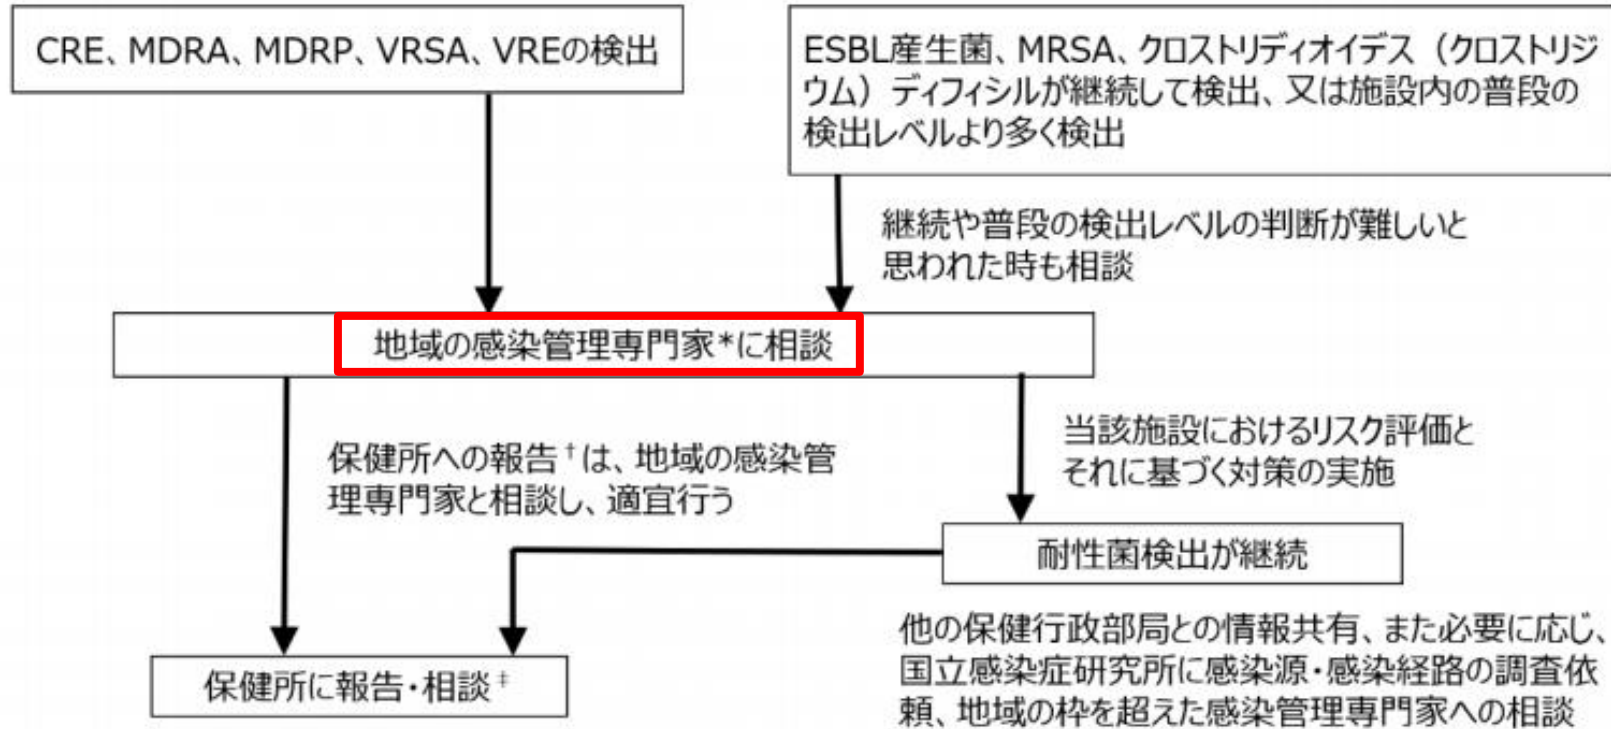 CRE、MDRA、MDRP、VRSA、VREの検出
ESBL産生菌、MRSA、クロストリディオイデス（クロストリジ
ウム）ディフィシルが継続して検出、又は施設内の普段の
検出レベルより多く検出
継続や普段の検出レベルの判断が難しいと
思われた時も相談
地域の感染管理専門家*に相談
保健所への報告†は、地域の感染管
理専門家と相談し、適宜行う
当該施設におけるリスク評価と
それに基づく対策の実施
耐性菌検出が継続
保健所に報告・相談‡
他の保健行政部局との情報共有、また必要に応じ、
国立感染症研究所に感染源・感染経路の調査依
頼、地域の枠を超えた感染管理専門家への相談